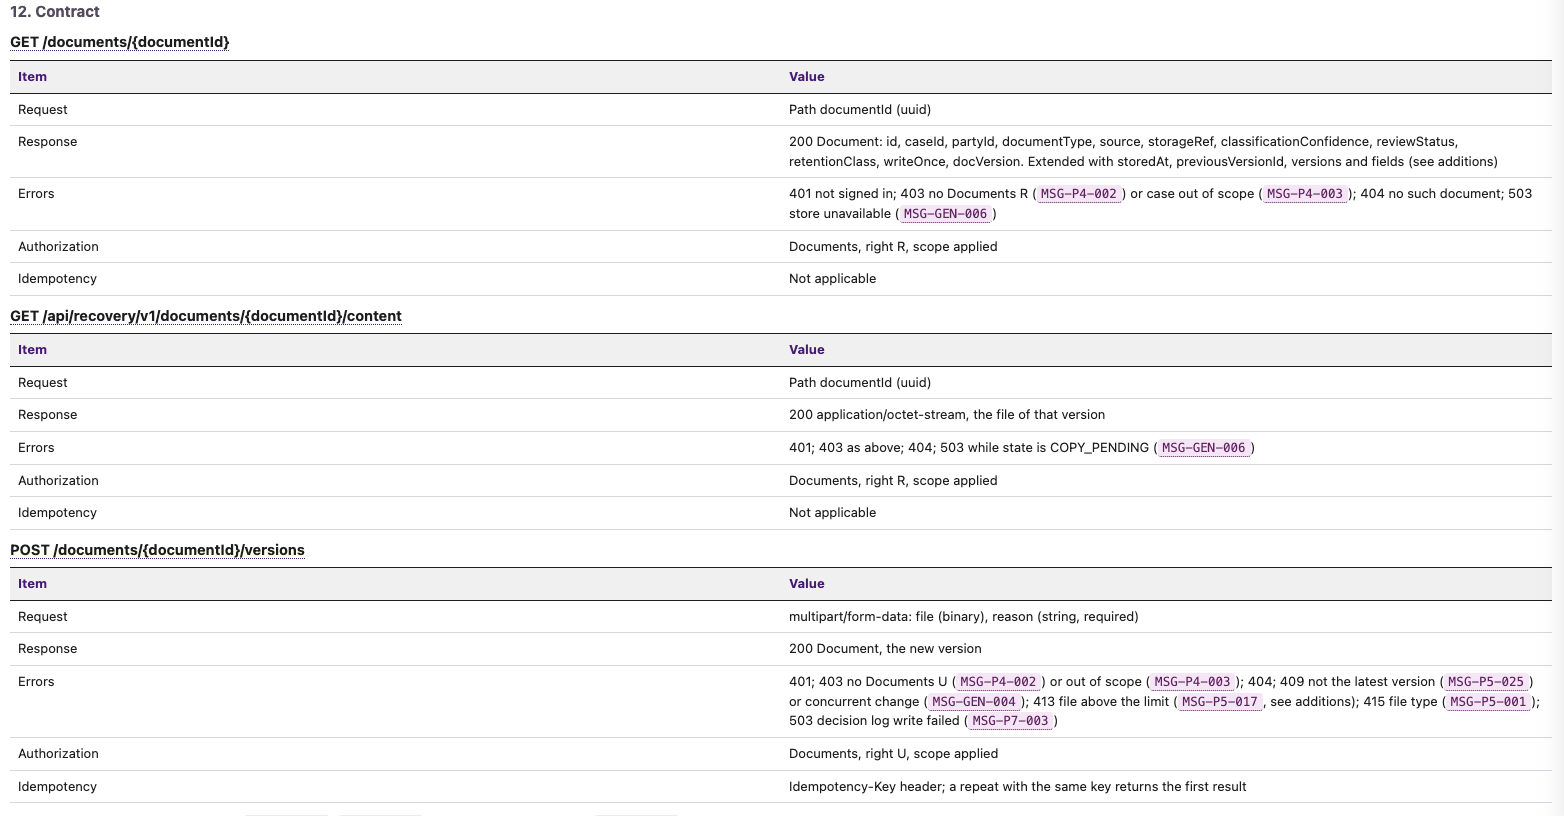 12. Contract
GET /documents/{documentId}
Item Value
Request Path documentId (uuid)
Response 200 Document: id, caseId, partyId, documentType, source, storageRef, classificationConfidence, reviewStatus,
retentionClass, writeOnce, docVersion. Extended with storedAt, previousVersionId, versions and fields (see additions)
Errors 401 not signed in; 403 no Documents R ( MSG-P4-002 ) or case out of scope ( MSG-P4-003 ); 404 no such document; 503
store unavailable ( MSG-GEN-006 )
Authorization Documents, right R, scope applied
Idempotency Not applicable
GET /api/recovery/v1/documents/{documentId}/content
Item Value
Request Path documentId (uuid)
Response 200 application/octet-stream, the file of that version
Errors 401; 403 as above; 404; 503 while state is COPY_PENDING ( MSG-GEN-006 )
Authorization Documents, right R, scope applied
Idempotency Not applicable
POST /documents/{documentId}/versions
Item Value
Request multipart/form-data: file (binary), reason (string, required)
Response 200 Document, the new version
Errors 401; 403 no Documents U ( MSG-P4-002 ) or out of scope ( MSG-P4-003 ); 404; 409 not the latest version ( MSG-P5-025 )
or concurrent change ( MSG-GEN-004 ); 413 file above the limit ( MSG-P5-017 , see additions); 415 file type ( MSG-P5-001 );
503 decision log write failed ( MSG-P7-003 )
Authorization Documents, right U, scope applied
Idempotency Idempotency-Key header; a repeat with the same key returns the first result